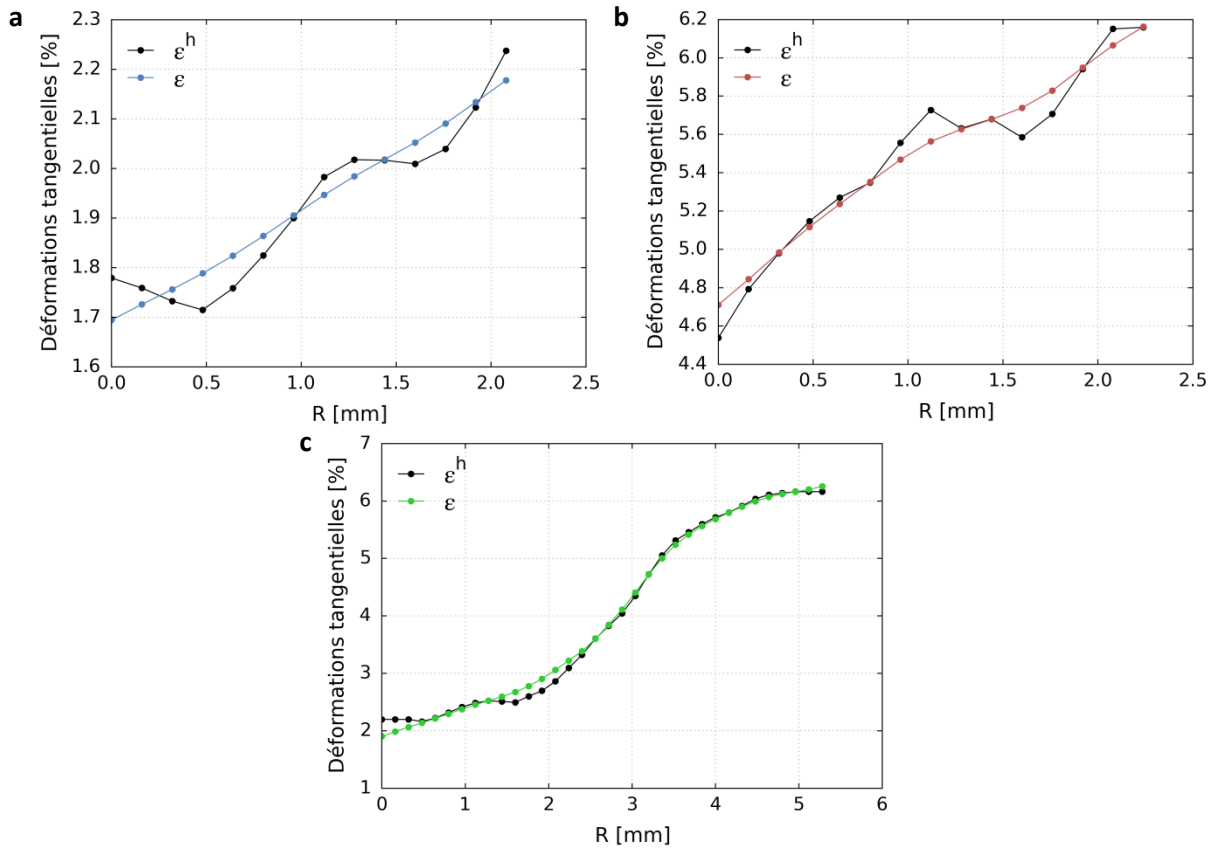 a
2.3
2.2
2.1
2.0
1.9
1.8
1.7
1.6
Déformations tangentielles [%]
ε^h
ε
0.0 0.5 1.0 1.5 2.0 2.5
R [mm]
b
6.2
6.0
5.8
5.6
5.4
5.2
5.0
4.8
4.6
4.4
Déformations tangentielles [%]
ε^h
ε
0.0 0.5 1.0 1.5 2.0 2.5
R [mm]
c
7
6
5
4
3
2
1
Déformations tangentielles [%]
ε^h
ε
0 1 2 3 4 5 6
R [mm]